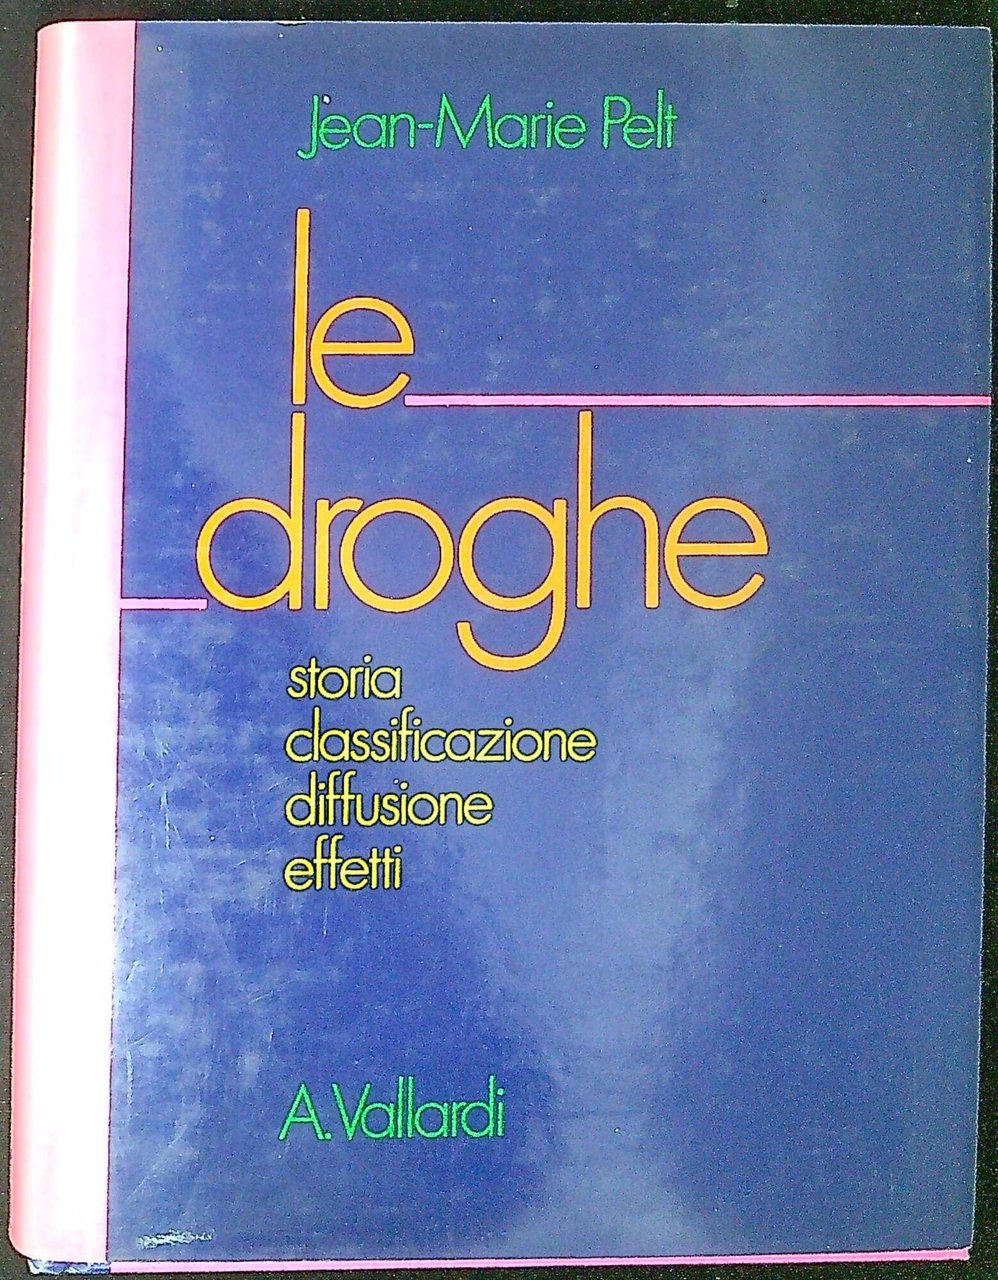 Jean-Marie Pelt
le
droghe
storia
classificazione
diffusione
effetti
A. Vallardi